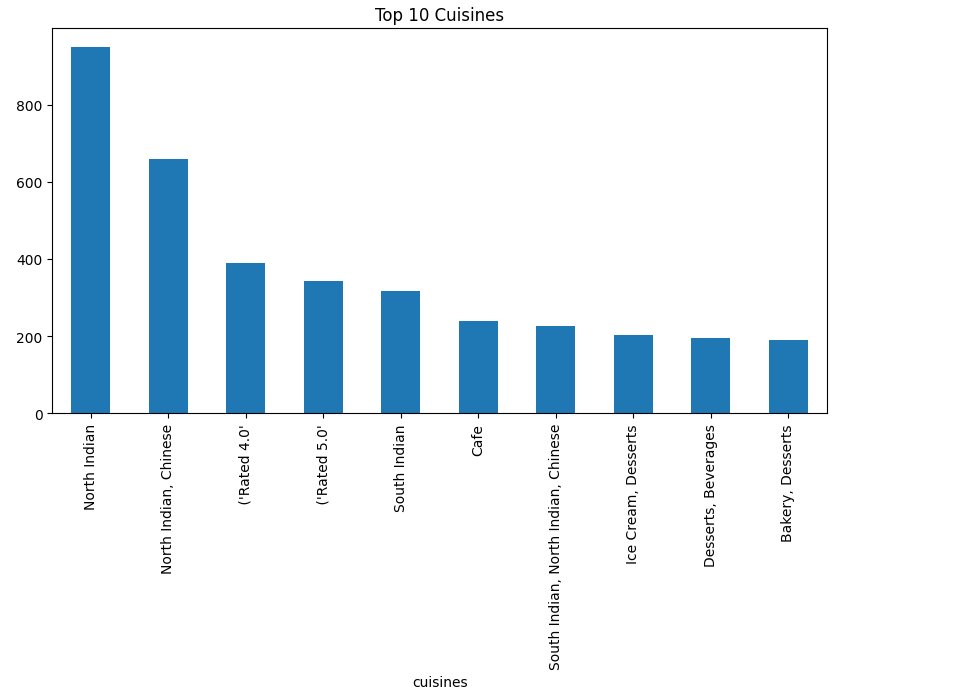 Top 10 Cuisines
800
600
400
200
0
North Indian
North Indian, Chinese
('Rated 4.0'
('Rated 5.0'
South Indian
Cafe
South Indian, North Indian, Chinese
Ice Cream, Desserts
Desserts, Beverages
Bakery, Desserts
cuisines